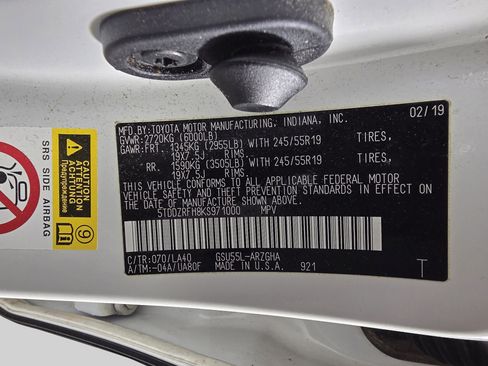 MFD.BY:TOYOTA MOTOR MANUFACTURING, INDIANA, INC. 02/19
GVWR:2720KG (6000LB)
GAWR:FRT. 1345KG (2955LB) WITH 245/55R19 TIRES,
19X7.5J RIMS
RR. 1590KG (3505LB) WITH 245/55R19 TIRES,
19X7.5J RIMS
THIS VEHICLE CONFORMS TO ALL APPLICABLE FEDERAL MOTOR
VEHICLE SAFETY AND THEFT PREVENTION STANDARDS IN EFFECT ON
THE DATE OF MANUFACTURE SHOWN ABOVE.
5TDDZRFH8KS971000 MPV
C/TR:070/LA40 GSU55L-ARZGHA
A/TM:-04A/UA80F MADE IN U.S.A. 921 T
SRS SIDE AIRBAG
ATTENTION
ACHTUNG
Предупреждение